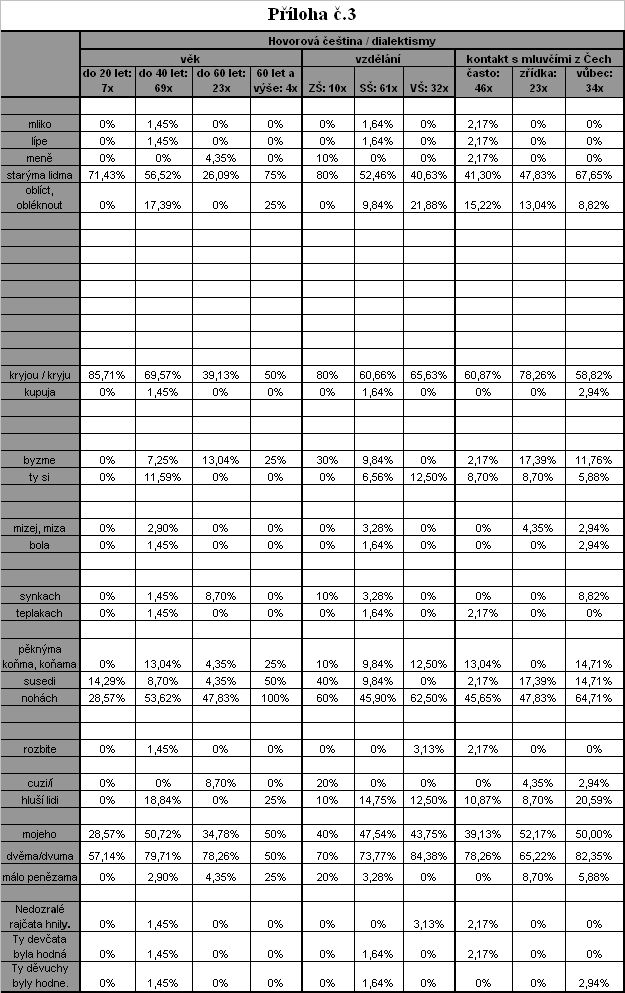 Příloha č.3
Hovorová čeština / dialektismy
věk vzdělání kontakt s mluvčími z Čech
do 20 let: 7x do 40 let: 69x do 60 let: 23x 60 let a výše: 4x ZŠ: 10x SŠ: 61x VŠ: 32x často: 46x zřídka: 23x vůbec: 34x
mliko 0% 1,45% 0% 0% 0% 1,64% 0% 2,17% 0% 0%
lípe 0% 1,45% 0% 0% 0% 1,64% 0% 2,17% 0% 0%
meně 0% 0% 4,35% 0% 10% 0% 0% 2,17% 0% 0%
starýma lidma 71,43% 56,52% 26,09% 75% 80% 52,46% 40,63% 41,30% 47,83% 67,65%
oblíct, obléknout 0% 17,39% 0% 25% 0% 9,84% 21,88% 15,22% 13,04% 8,82%
kryjou / kryju 85,71% 69,57% 39,13% 50% 80% 60,66% 65,63% 60,87% 78,26% 58,82%
kupuja 0% 1,45% 0% 0% 0% 1,64% 0% 0% 0% 2,94%
byzme 0% 7,25% 13,04% 25% 30% 9,84% 0% 2,17% 17,39% 11,76%
ty si 0% 11,59% 0% 0% 0% 6,56% 12,50% 8,70% 8,70% 5,88%
mizej, miza 0% 2,90% 0% 0% 0% 3,28% 0% 0% 4,35% 2,94%
bola 0% 1,45% 0% 0% 0% 1,64% 0% 0% 0% 2,94%
synkach 0% 1,45% 8,70% 0% 10% 3,28% 0% 0% 0% 8,82%
teplakach 0% 1,45% 0% 0% 0% 1,64% 0% 2,17% 0% 0%
pěknýma koňma, koňama 0% 13,04% 4,35% 25% 10% 9,84% 12,50% 13,04% 0% 14,71%
susedi 14,29% 8,70% 4,35% 50% 40% 9,84% 0% 2,17% 17,39% 14,71%
nohách 28,57% 53,62% 47,83% 100% 60% 45,90% 62,50% 45,65% 47,83% 64,71%
rozbite 0% 1,45% 0% 0% 0% 0% 3,13% 2,17% 0% 0%
cuzi/í 0% 0% 8,70% 0% 20% 0% 0% 0% 4,35% 2,94%
hluší lidi 0% 18,84% 0% 25% 10% 14,75% 12,50% 10,87% 8,70% 20,59%
mojeho 28,57% 50,72% 34,78% 50% 40% 47,54% 43,75% 39,13% 52,17% 50,00%
dvěma/dvuma 57,14% 79,71% 78,26% 50% 70% 73,77% 84,38% 78,26% 65,22% 82,35%
málo penězama 0% 2,90% 4,35% 25% 20% 3,28% 0% 0% 8,70% 5,88%
Nedozralé rajčata hnily. 0% 1,45% 0% 0% 0% 0% 3,13% 2,17% 0% 0%
Ty devčata byla hodná 0% 1,45% 0% 0% 0% 1,64% 0% 2,17% 0% 0%
Ty děvuchy byly hodne. 0% 1,45% 0% 0% 0% 1,64% 0% 0% 0% 2,94%